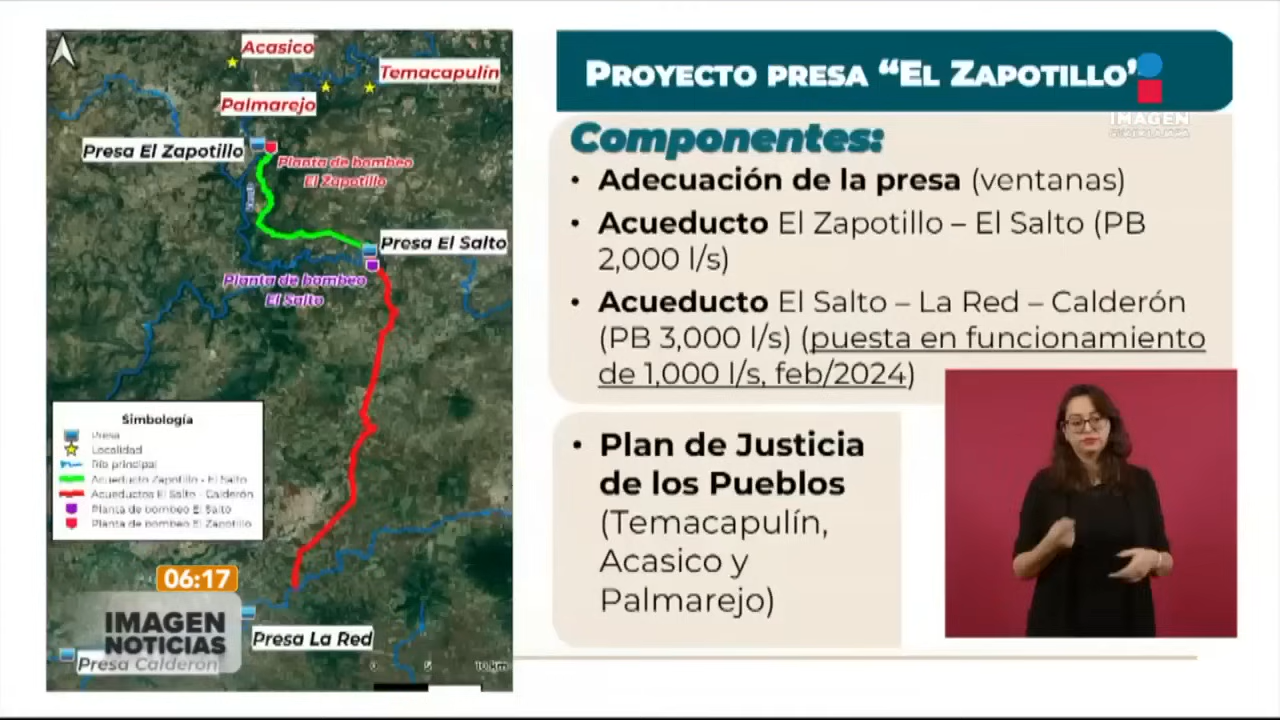 Acasico
Temacapulín
Palmarejo
Presa El Zapotillo
Planta de bombeo
El Zapotillo
Presa El Salto
Planta de bombeo
El Salto
Simbología
Presa
Localidad
Río principal
Acueducto Zapotillo - El Salto
Acueductos El Salto - Calderón
Planta de bombeo El Salto
Planta de bombeo El Zapotillo
06:17
IMAGEN
NOTICIAS
Presa La Red
Presa Calderón
0 5 10 km
PROYECTO PRESA “EL ZAPOTILLO”
IMAGEN
GUADALAJARA
Componentes:
• Adecuación de la presa (ventanas)
• Acueducto El Zapotillo – El Salto (PB
2,000 l/s)
• Acueducto El Salto – La Red – Calderón
(PB 3,000 l/s) (puesta en funcionamiento
de 1,000 l/s, feb/2024)
• Plan de Justicia
de los Pueblos
(Temacapulín,
Acasico y
Palmarejo)